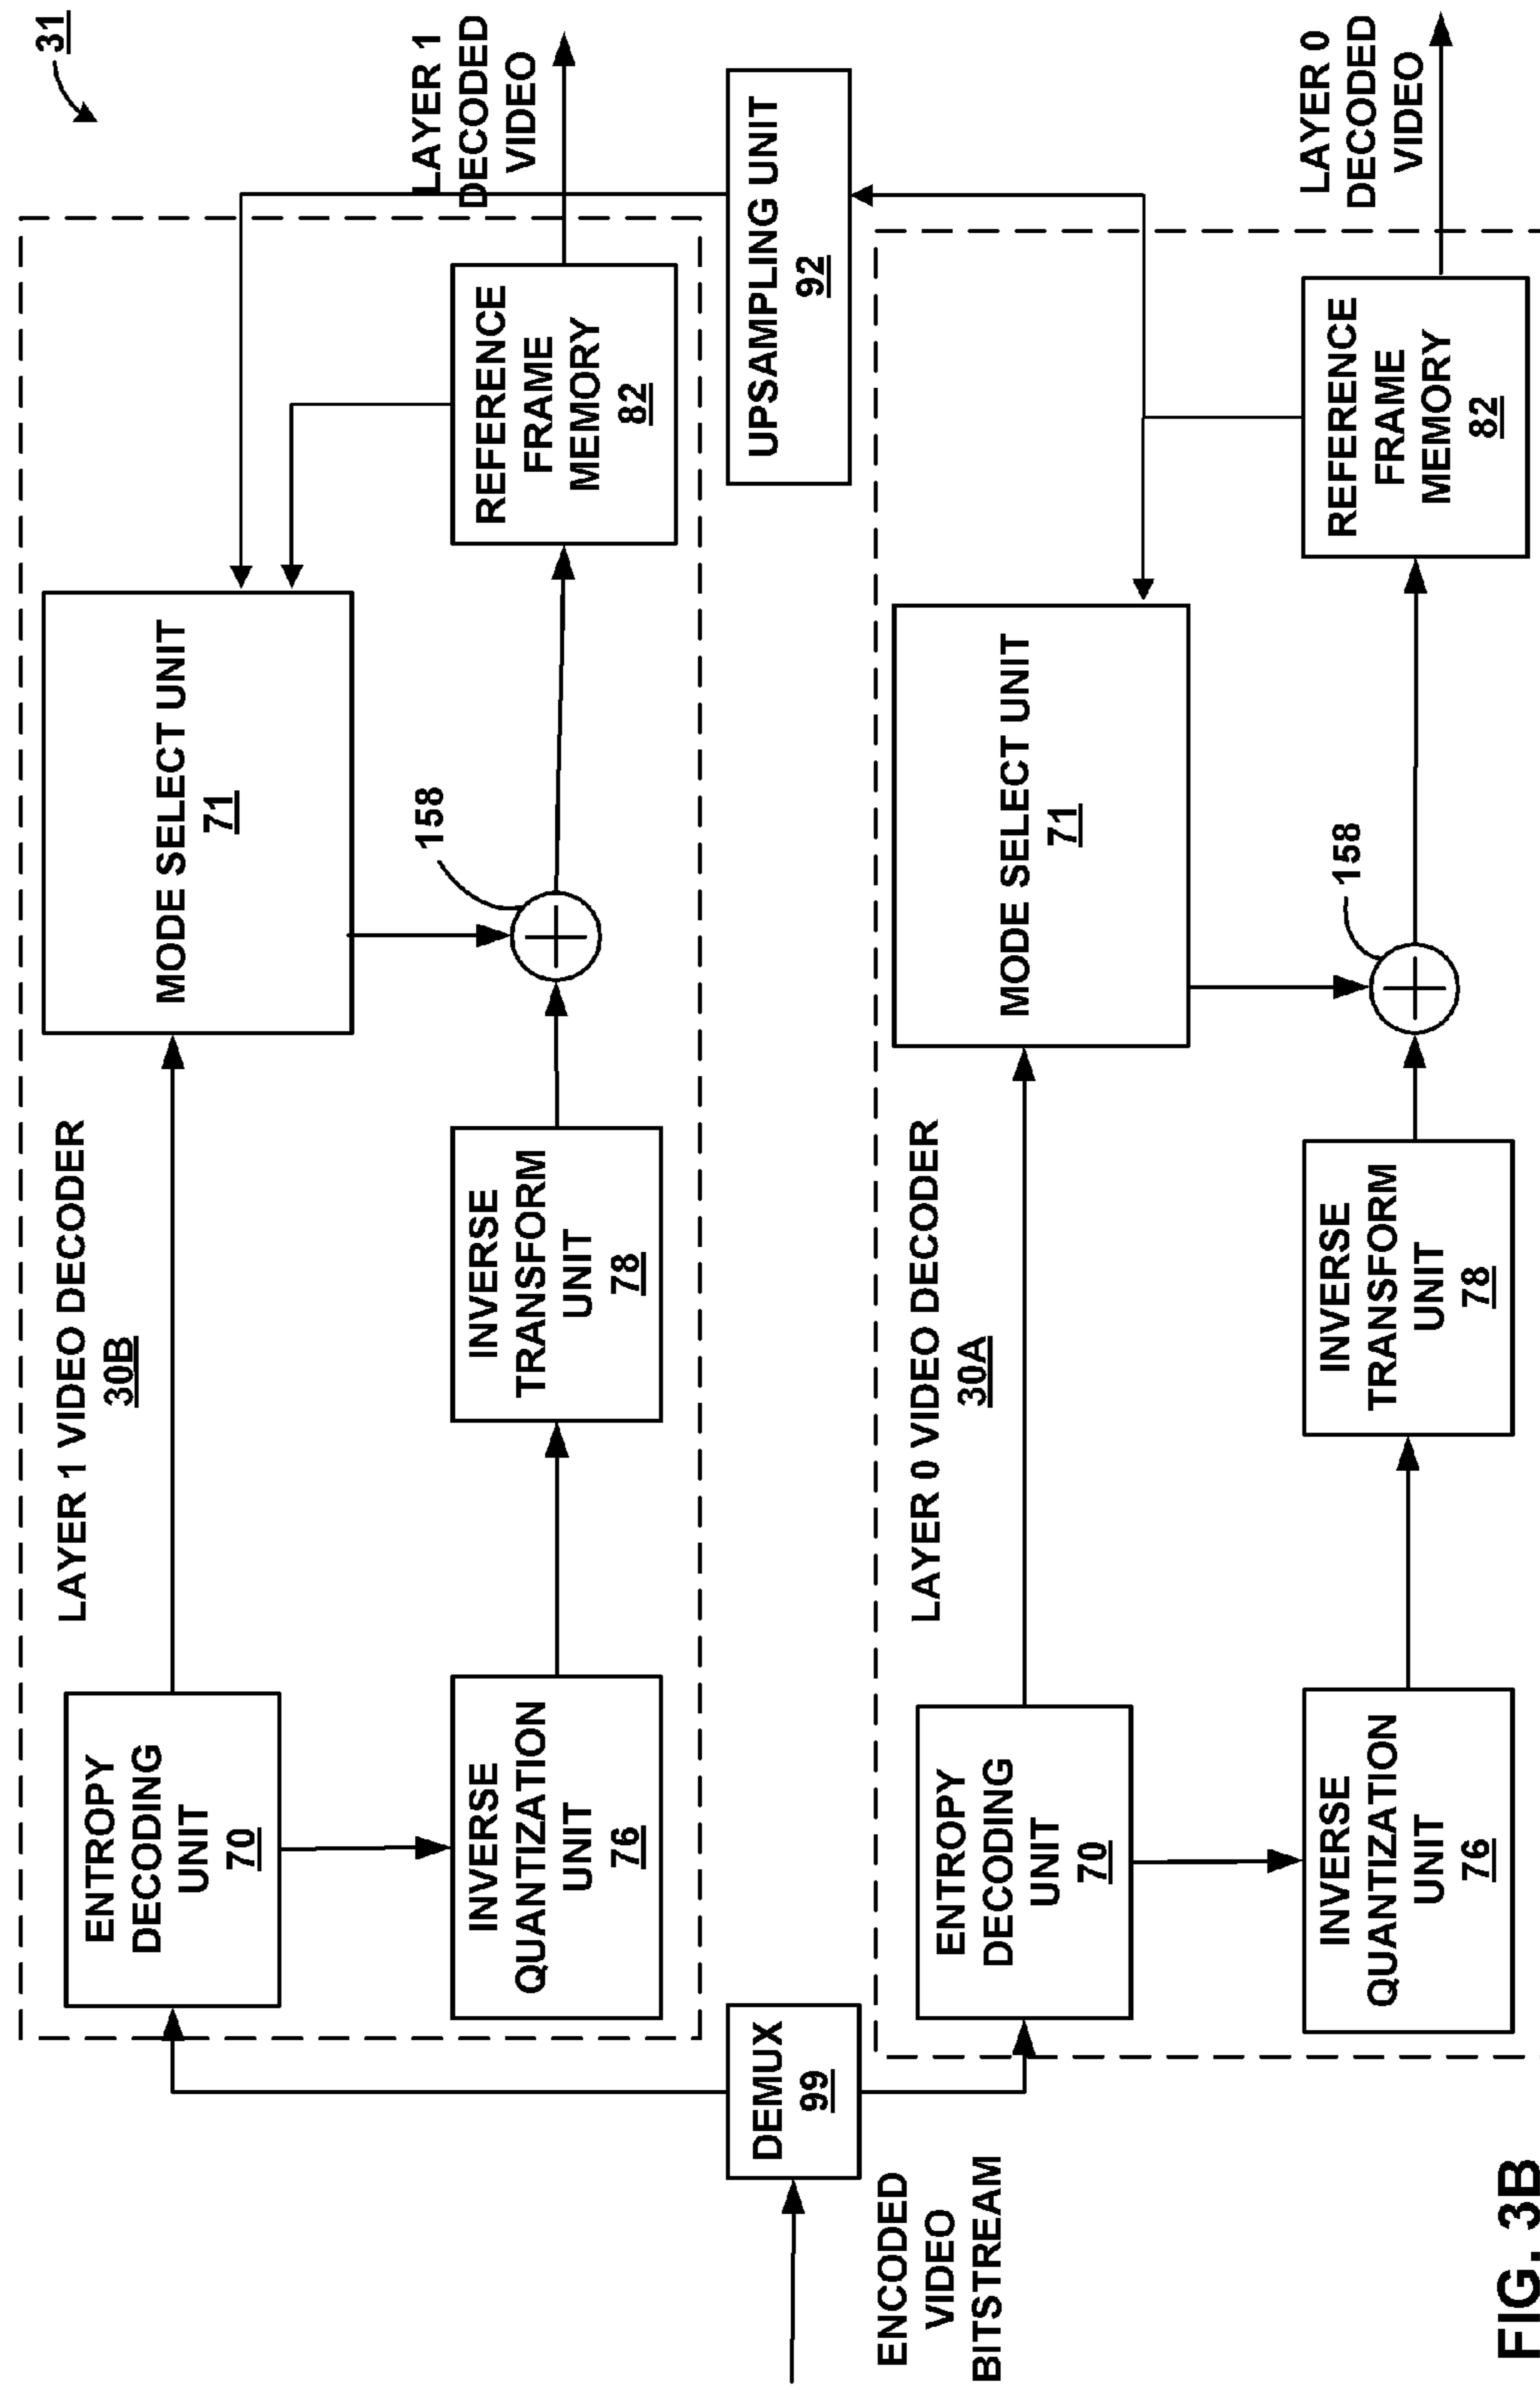 31
LAYER 1 VIDEO DECODER
30B
ENTROPY
DECODING
UNIT
70
MODE SELECT UNIT
71
INVERSE
QUANTIZATION
UNIT
76
INVERSE
TRANSFORM
UNIT
78
158
REFERENCE
FRAME
MEMORY
82
LAYER 1
DECODED
VIDEO
DEMUX
99
ENCODED
VIDEO
BITSTREAM
UPSAMPLING UNIT
92
LAYER 0 VIDEO DECODER
30A
ENTROPY
DECODING
UNIT
70
MODE SELECT UNIT
71
INVERSE
QUANTIZATION
UNIT
76
INVERSE
TRANSFORM
UNIT
78
158
REFERENCE
FRAME
MEMORY
82
LAYER 0
DECODED
VIDEO
FIG. 3B